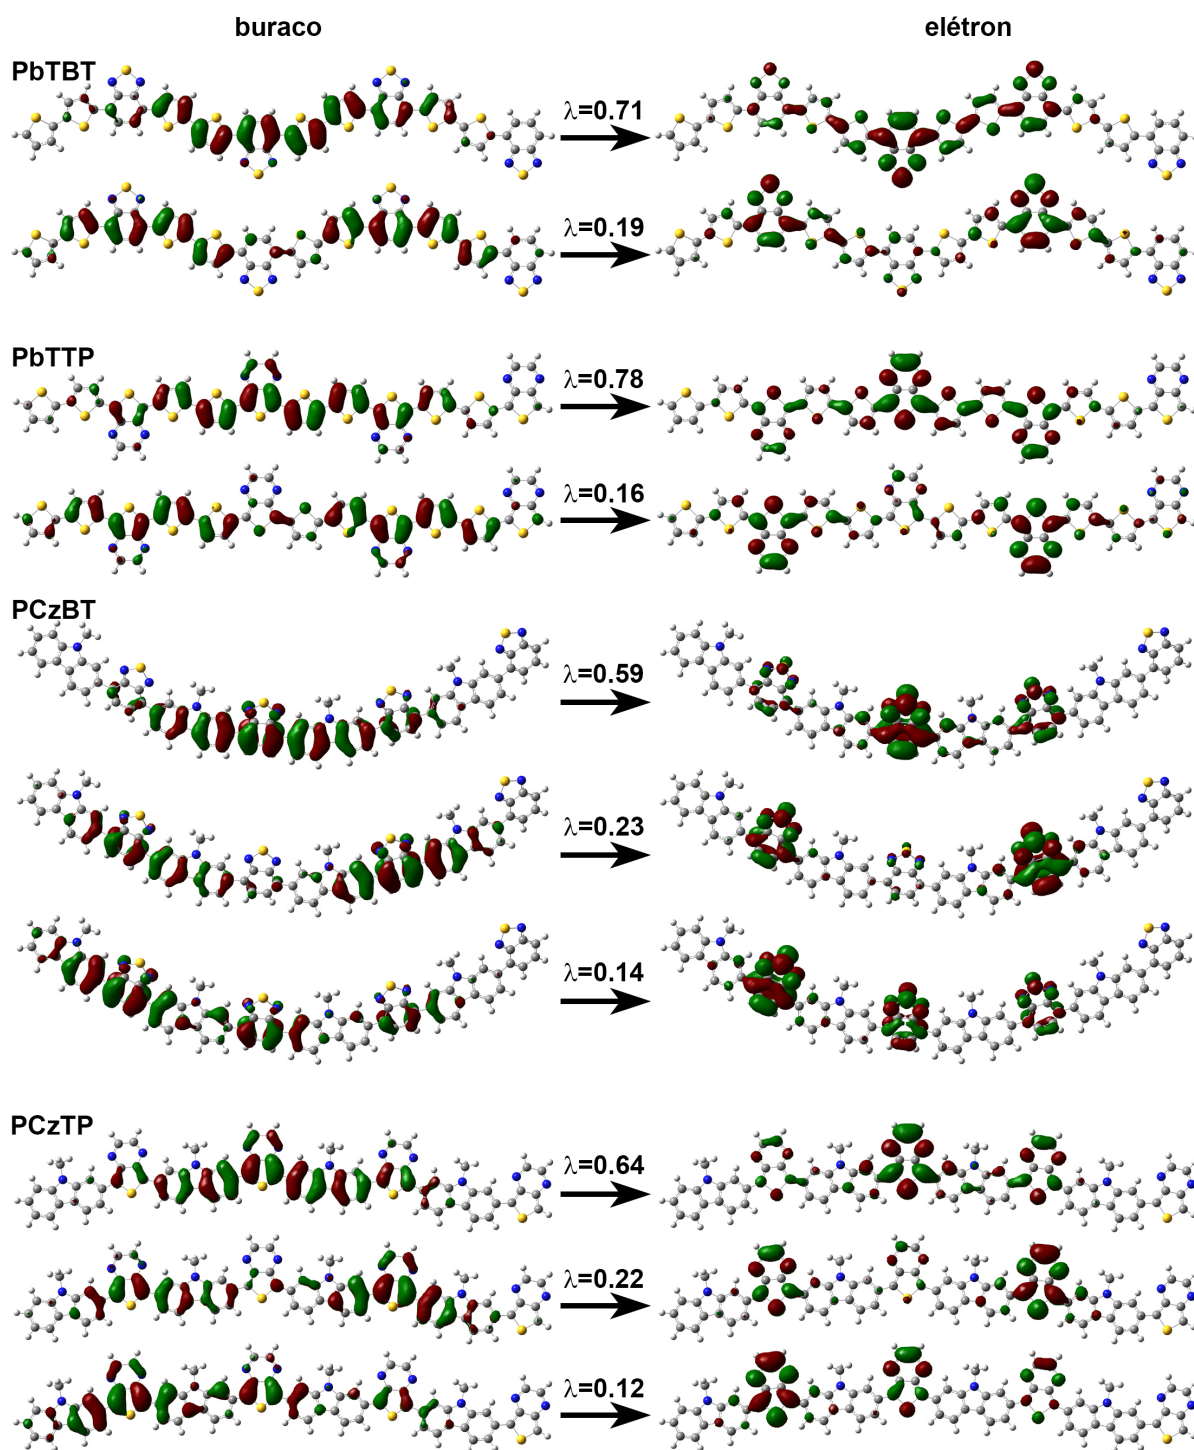 buraco elétron
PbTBT
λ=0.71
λ=0.19
PbTTP
λ=0.78
λ=0.16
PCzBT
λ=0.59
λ=0.23
λ=0.14
PCzTP
λ=0.64
λ=0.22
λ=0.12